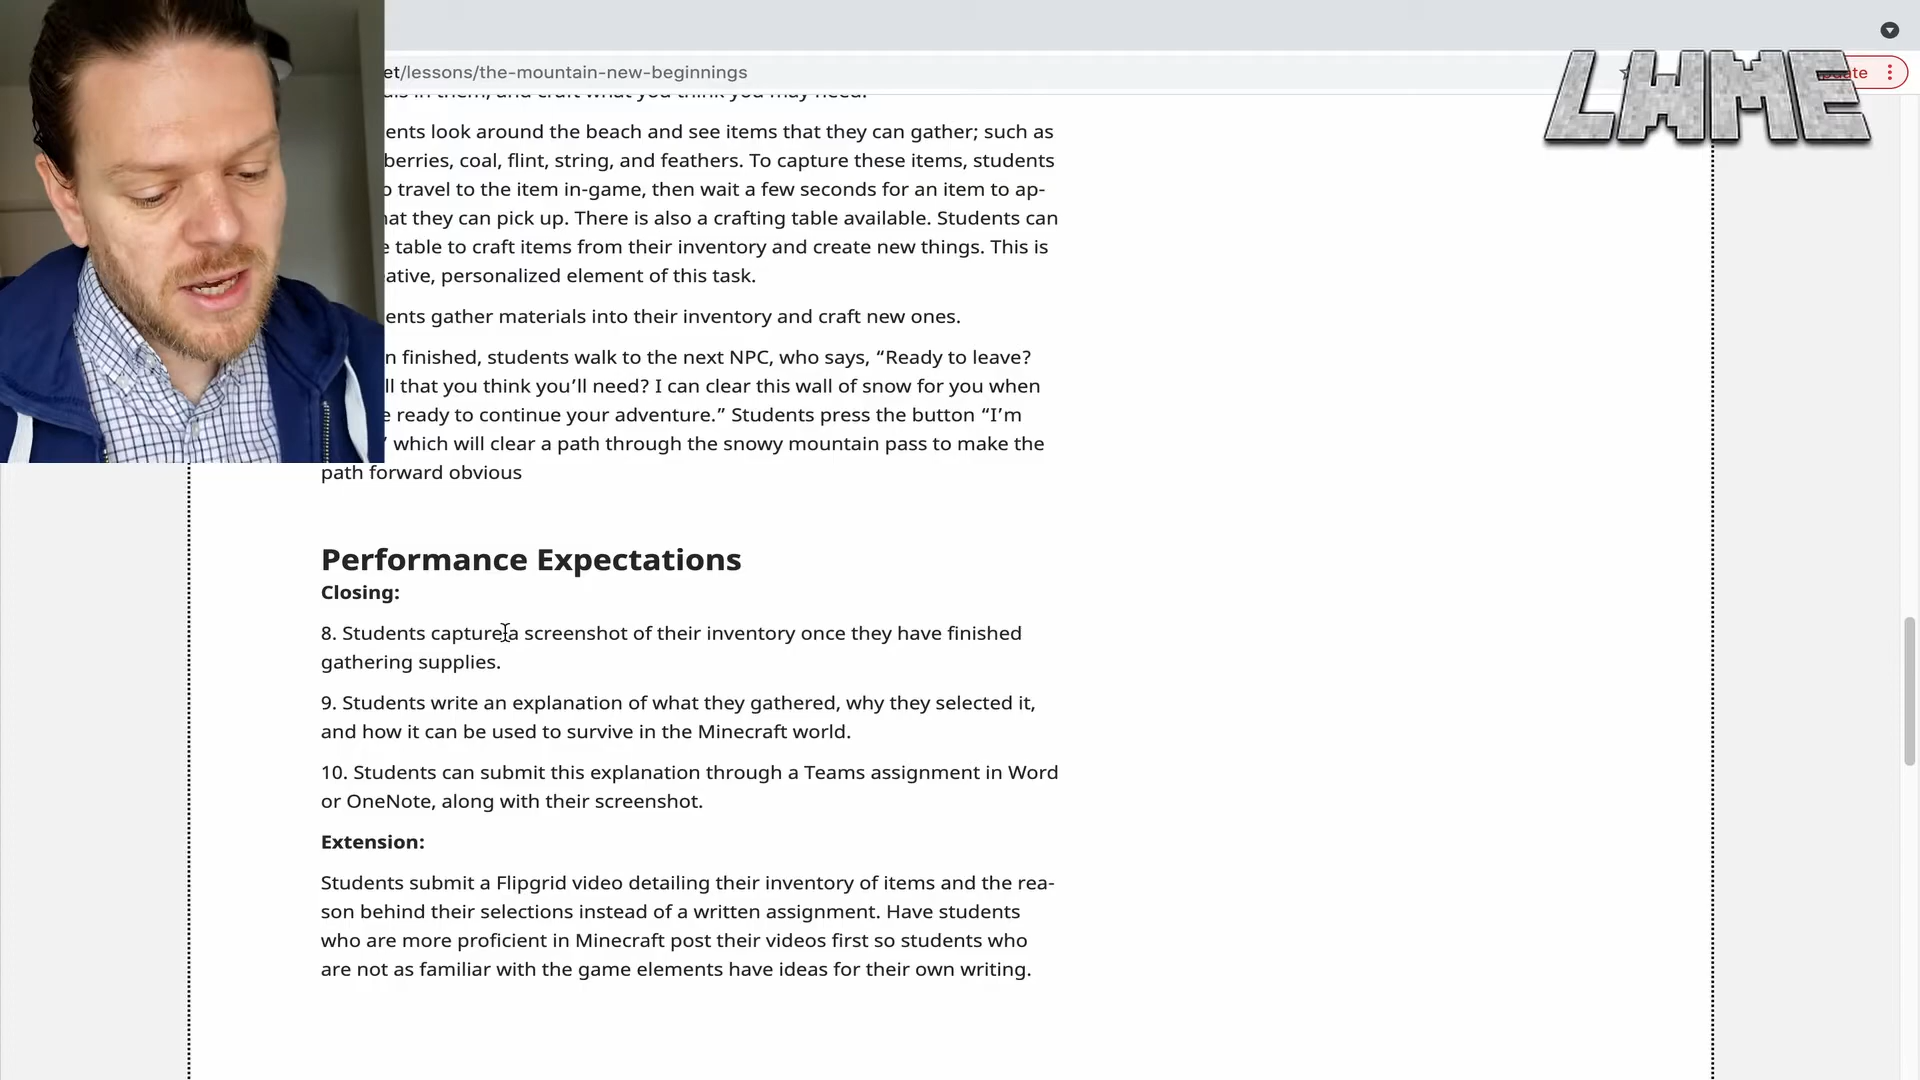 et/lessons/the-mountain-new-beginnings
LWME
and craft what you think you may need.
ents look around the beach and see items that they can gather; such as
berries, coal, flint, string, and feathers. To capture these items, students
travel to the item in-game, then wait a few seconds for an item to ap-
hat they can pick up. There is also a crafting table available. Students can
table to craft items from their inventory and create new things. This is
ative, personalized element of this task.
ents gather materials into their inventory and craft new ones.
n finished, students walk to the next NPC, who says, “Ready to leave?
ll that you think you’ll need? I can clear this wall of snow for you when
e ready to continue your adventure.” Students press the button “I’m
’ which will clear a path through the snowy mountain pass to make the
path forward obvious
Performance Expectations
Closing:
8. Students capture a screenshot of their inventory once they have finished
gathering supplies.
9. Students write an explanation of what they gathered, why they selected it,
and how it can be used to survive in the Minecraft world.
10. Students can submit this explanation through a Teams assignment in Word
or OneNote, along with their screenshot.
Extension:
Students submit a Flipgrid video detailing their inventory of items and the rea-
son behind their selections instead of a written assignment. Have students
who are more proficient in Minecraft post their videos first so students who
are not as familiar with the game elements have ideas for their own writing.